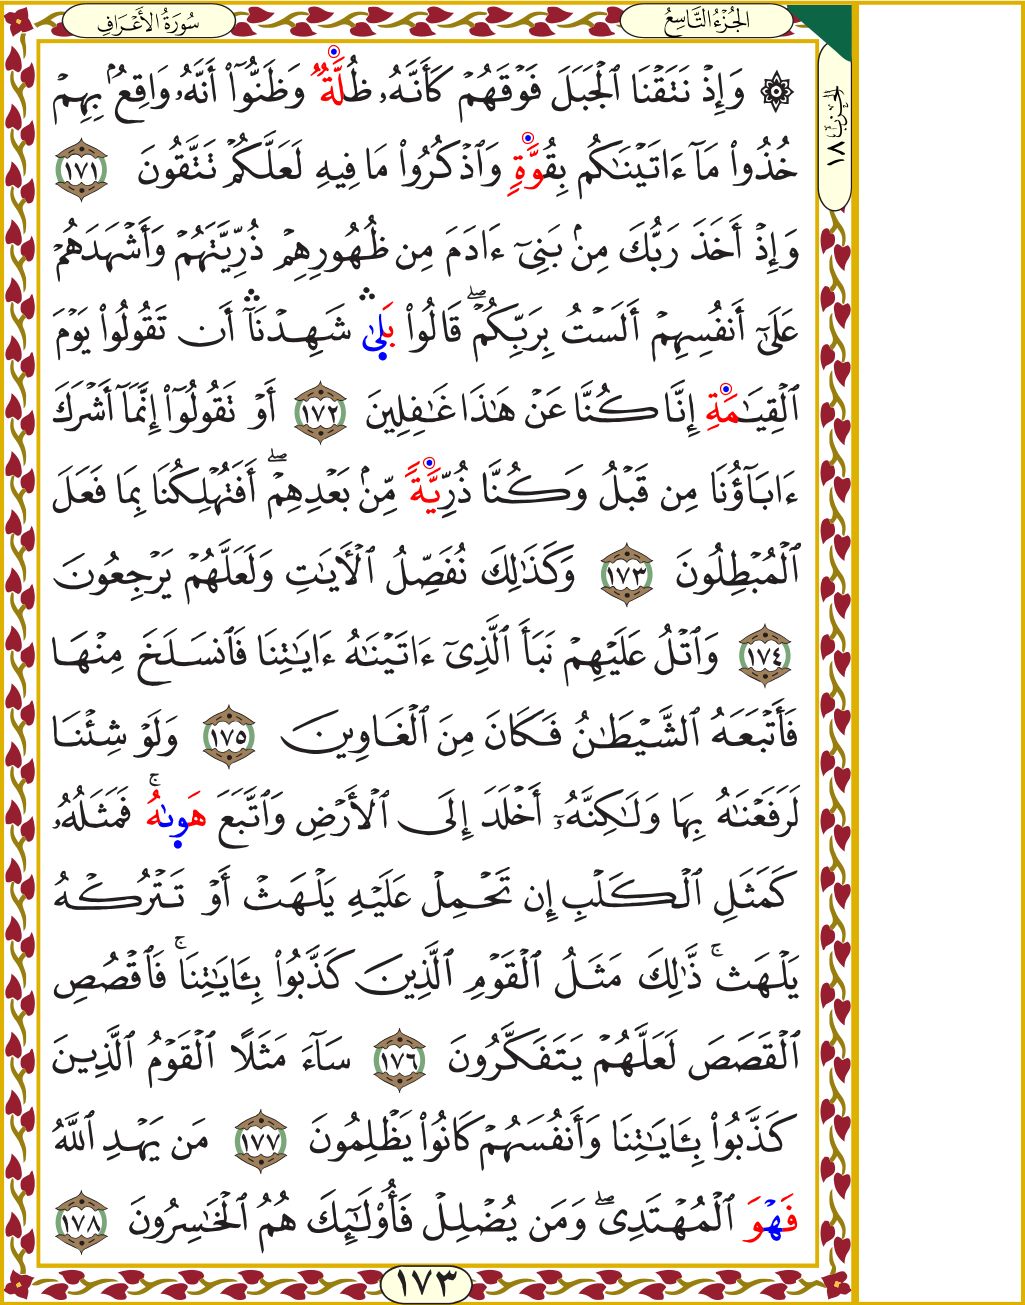 سُورَةُ الأَعْرَافِ
الجُزْءُ التَّاسِعُ
الحزب ١٨
۞ وَإِذْ نَتَقْنَا ٱلْجَبَلَ فَوْقَهُمْ كَأَنَّهُۥ ظُلَّةٌ وَظَنُّوٓا۟ أَنَّهُۥ وَاقِعٌۢ بِهِمْ
خُذُوا۟ مَآ ءَاتَيْنَٰكُم بِقُوَّةٍ وَٱذْكُرُوا۟ مَا فِيهِ لَعَلَّكُمْ تَتَّقُونَ ١٧١
وَإِذْ أَخَذَ رَبُّكَ مِنۢ بَنِىٓ ءَادَمَ مِن ظُهُورِهِمْ ذُرِّيَّتَهُمْ وَأَشْهَدَهُمْ
عَلَىٰٓ أَنفُسِهِمْ أَلَسْتُ بِرَبِّكُمْ ۖ قَالُوا۟ بَلَىٰ ۛ شَهِدْنَآ ۛ أَن تَقُولُوا۟ يَوْمَ
ٱلْقِيَٰمَةِ إِنَّا كُنَّا عَنْ هَٰذَا غَٰفِلِينَ ١٧٢ أَوْ تَقُولُوٓا۟ إِنَّمَآ أَشْرَكَ
ءَابَآؤُنَا مِن قَبْلُ وَكُنَّا ذُرِّيَّةً مِّنۢ بَعْدِهِمْ ۖ أَفَتُهْلِكُنَا بِمَا فَعَلَ
ٱلْمُبْطِلُونَ ١٧٣ وَكَذَٰلِكَ نُفَصِّلُ ٱلْـَٔايَٰتِ وَلَعَلَّهُمْ يَرْجِعُونَ
١٧٤ وَٱتْلُ عَلَيْهِمْ نَبَأَ ٱلَّذِىٓ ءَاتَيْنَٰهُ ءَايَٰتِنَا فَٱنسَلَخَ مِنْهَا
فَأَتْبَعَهُ ٱلشَّيْطَٰنُ فَكَانَ مِنَ ٱلْغَاوِينَ ١٧٥ وَلَوْ شِئْنَا
لَرَفَعْنَٰهُ بِهَا وَلَٰكِنَّهُۥٓ أَخْلَدَ إِلَى ٱلْأَرْضِ وَٱتَّبَعَ هَوَىٰهُ ۚ فَمَثَلُهُۥ
كَمَثَلِ ٱلْكَلْبِ إِن تَحْمِلْ عَلَيْهِ يَلْهَثْ أَوْ تَتْرُكْهُ
يَلْهَث ۚ ذَّٰلِكَ مَثَلُ ٱلْقَوْمِ ٱلَّذِينَ كَذَّبُوا۟ بِـَٔايَٰتِنَا ۚ فَٱقْصُصِ
ٱلْقَصَصَ لَعَلَّهُمْ يَتَفَكَّرُونَ ١٧٦ سَآءَ مَثَلًا ٱلْقَوْمُ ٱلَّذِينَ
كَذَّبُوا۟ بِـَٔايَٰتِنَا وَأَنفُسَهُمْ كَانُوا۟ يَظْلِمُونَ ١٧٧ مَن يَهْدِ ٱللَّهُ
فَهْوَ ٱلْمُهْتَدِى ۖ وَمَن يُضْلِلْ فَأُو۟لَٰٓئِكَ هُمُ ٱلْخَٰسِرُونَ ١٧٨
١٧٣